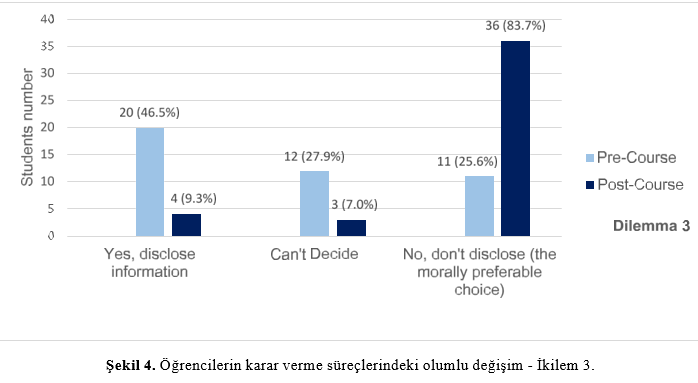 40
36 (83.7%)
35
30
25
20 (46.5%)
20
15
12 (27.9%)
11 (25.6%)
10
4 (9.3%)
3 (7.0%)
5
0
Students number
Yes, disclose
information
Can't Decide
No, don't disclose (the
morally preferable
choice)
Pre-Course
Post-Course
Dilemma 3
Şekil 4. Öğrencilerin karar verme süreçlerindeki olumlu değişim - İkilem 3.